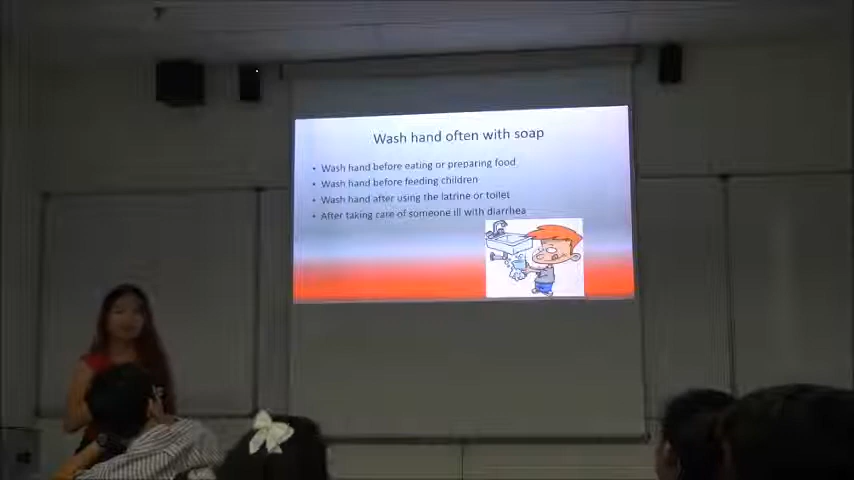 Wash hand often with soap
• Wash hand before eating or preparing food
• Wash hand before feeding children
• Wash hand after using the latrine or toilet
• After taking care of someone ill with diarrhea